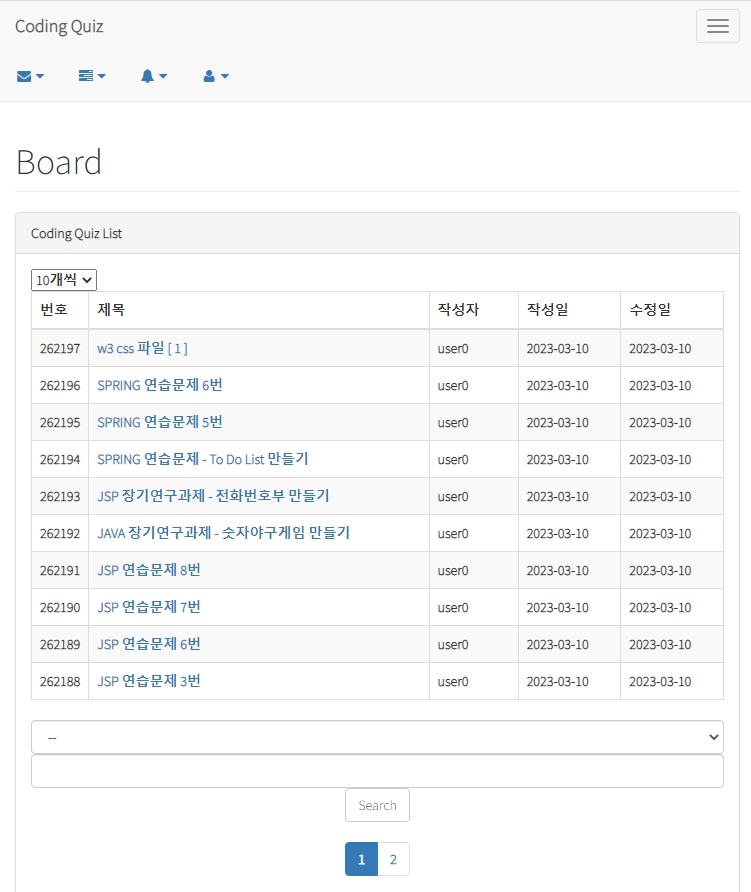 Coding Quiz
Board
Coding Quiz List
10개씩
번호 제목 작성자 작성일 수정일
262197 w3 css 파일 [ 1 ] user0 2023-03-10 2023-03-10
262196 SPRING 연습문제 6번 user0 2023-03-10 2023-03-10
262195 SPRING 연습문제 5번 user0 2023-03-10 2023-03-10
262194 SPRING 연습문제 - To Do List 만들기 user0 2023-03-10 2023-03-10
262193 JSP 장기연구과제 - 전화번호부 만들기 user0 2023-03-10 2023-03-10
262192 JAVA 장기연구과제 - 숫자야구게임 만들기 user0 2023-03-10 2023-03-10
262191 JSP 연습문제 8번 user0 2023-03-10 2023-03-10
262190 JSP 연습문제 7번 user0 2023-03-10 2023-03-10
262189 JSP 연습문제 6번 user0 2023-03-10 2023-03-10
262188 JSP 연습문제 3번 user0 2023-03-10 2023-03-10
--
Search
1 2